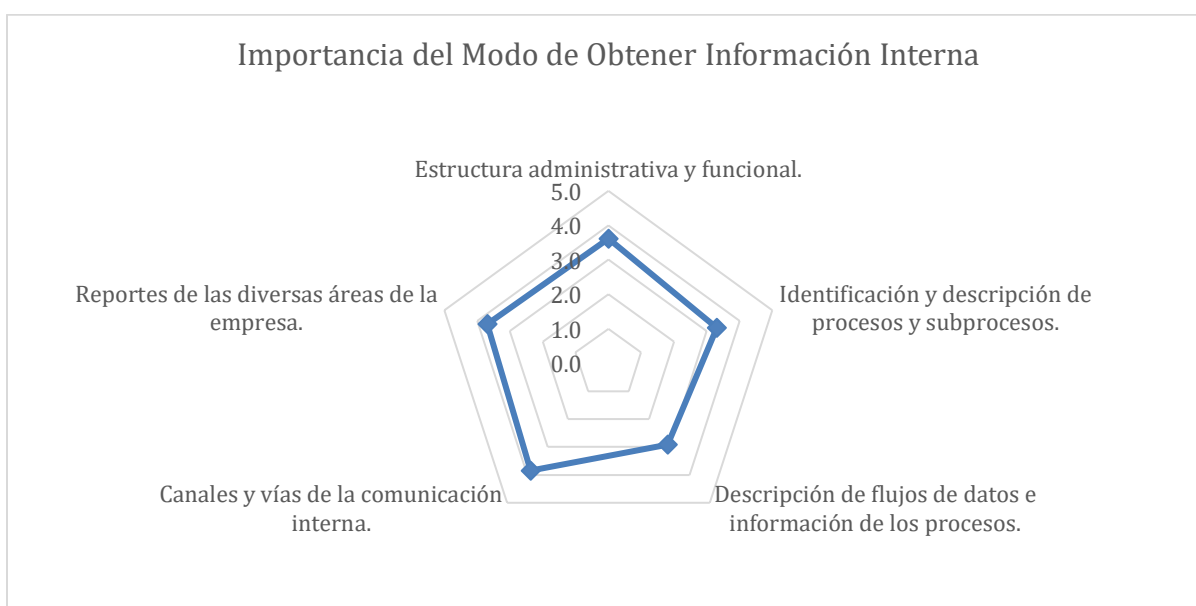 Importancia del Modo de Obtener Información Interna
Estructura administrativa y funcional.
5.0
4.0
3.0
2.0
1.0
0.0
Identificación y descripción de
procesos y subprocesos.
Descripción de flujos de datos e
información de los procesos.
Canales y vías de la comunicación
interna.
Reportes de las diversas áreas de la
empresa.